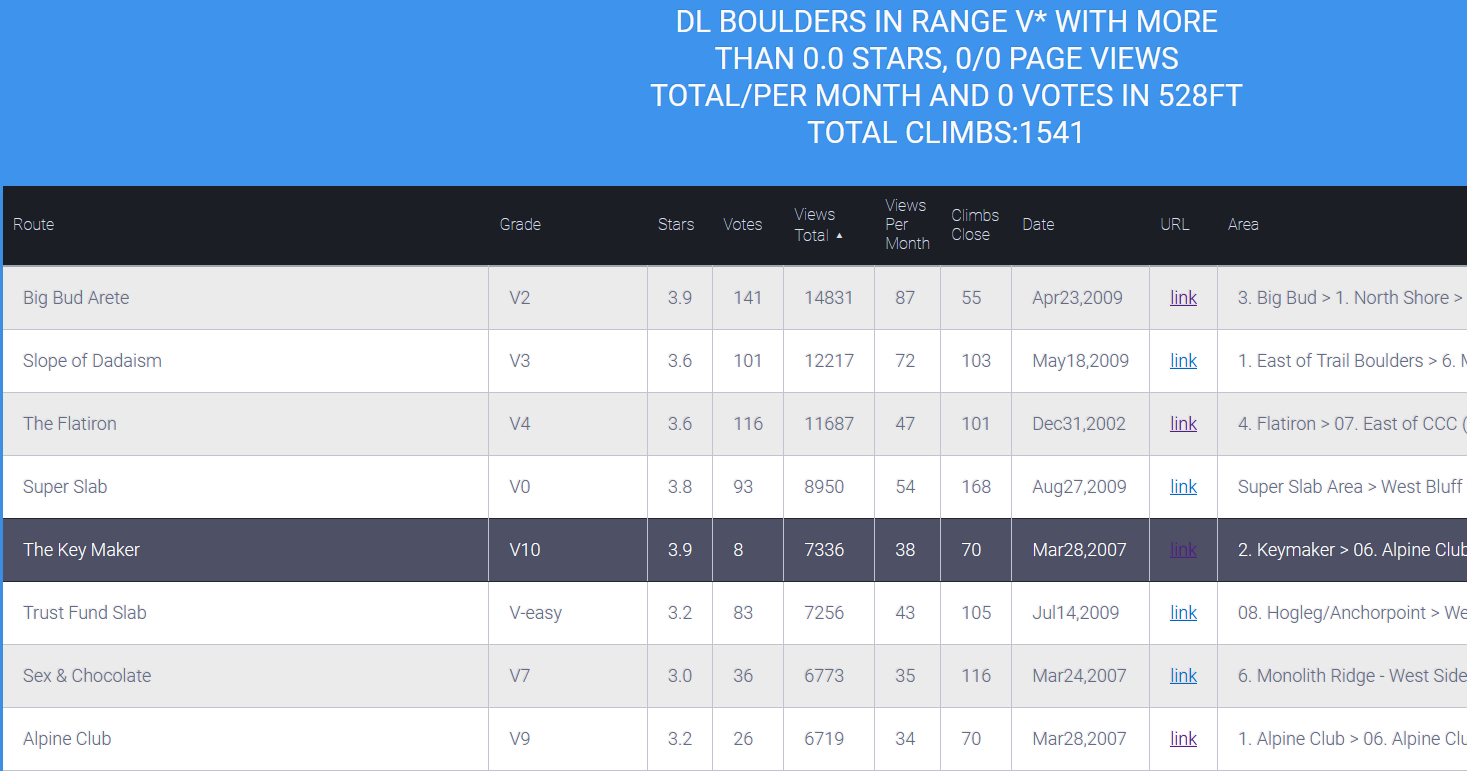 DL BOULDERS IN RANGE V* WITH MORE
THAN 0.0 STARS, 0/0 PAGE VIEWS
TOTAL/PER MONTH AND 0 VOTES IN 528FT
TOTAL CLIMBS:1541
Route Grade Stars Votes Views Total ▲ Views Per Month Climbs Close Date URL Area
Big Bud Arete V2 3.9 141 14831 87 55 Apr23,2009 link 3. Big Bud > 1. North Shore >
Slope of Dadaism V3 3.6 101 12217 72 103 May18,2009 link 1. East of Trail Boulders > 6.
The Flatiron V4 3.6 116 11687 47 101 Dec31,2002 link 4. Flatiron > 07. East of CCC (
Super Slab V0 3.8 93 8950 54 168 Aug27,2009 link Super Slab Area > West Bluff
The Key Maker V10 3.9 8 7336 38 70 Mar28,2007 link 2. Keymaker > 06. Alpine Club
Trust Fund Slab V-easy 3.2 83 7256 43 105 Jul14,2009 link 08. Hogleg/Anchorpoint > We
Sex & Chocolate V7 3.0 36 6773 35 116 Mar24,2007 link 6. Monolith Ridge - West Side
Alpine Club V9 3.2 26 6719 34 70 Mar28,2007 link 1. Alpine Club > 06. Alpine Clu